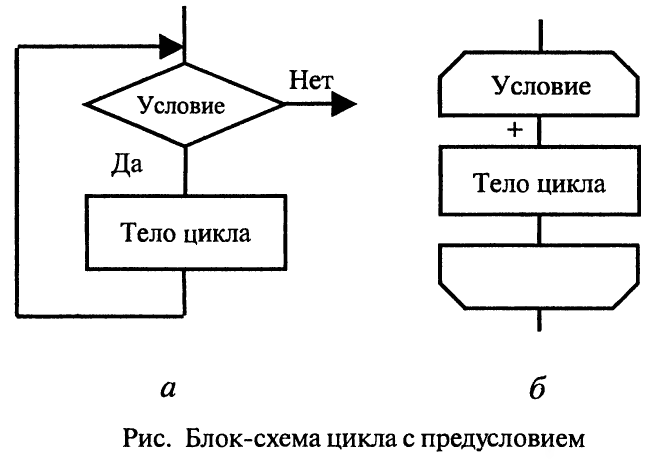 Нет
Условие
Да
Тело цикла
а
Условие
+
Тело цикла
б
Рис. Блок-схема цикла с предусловием